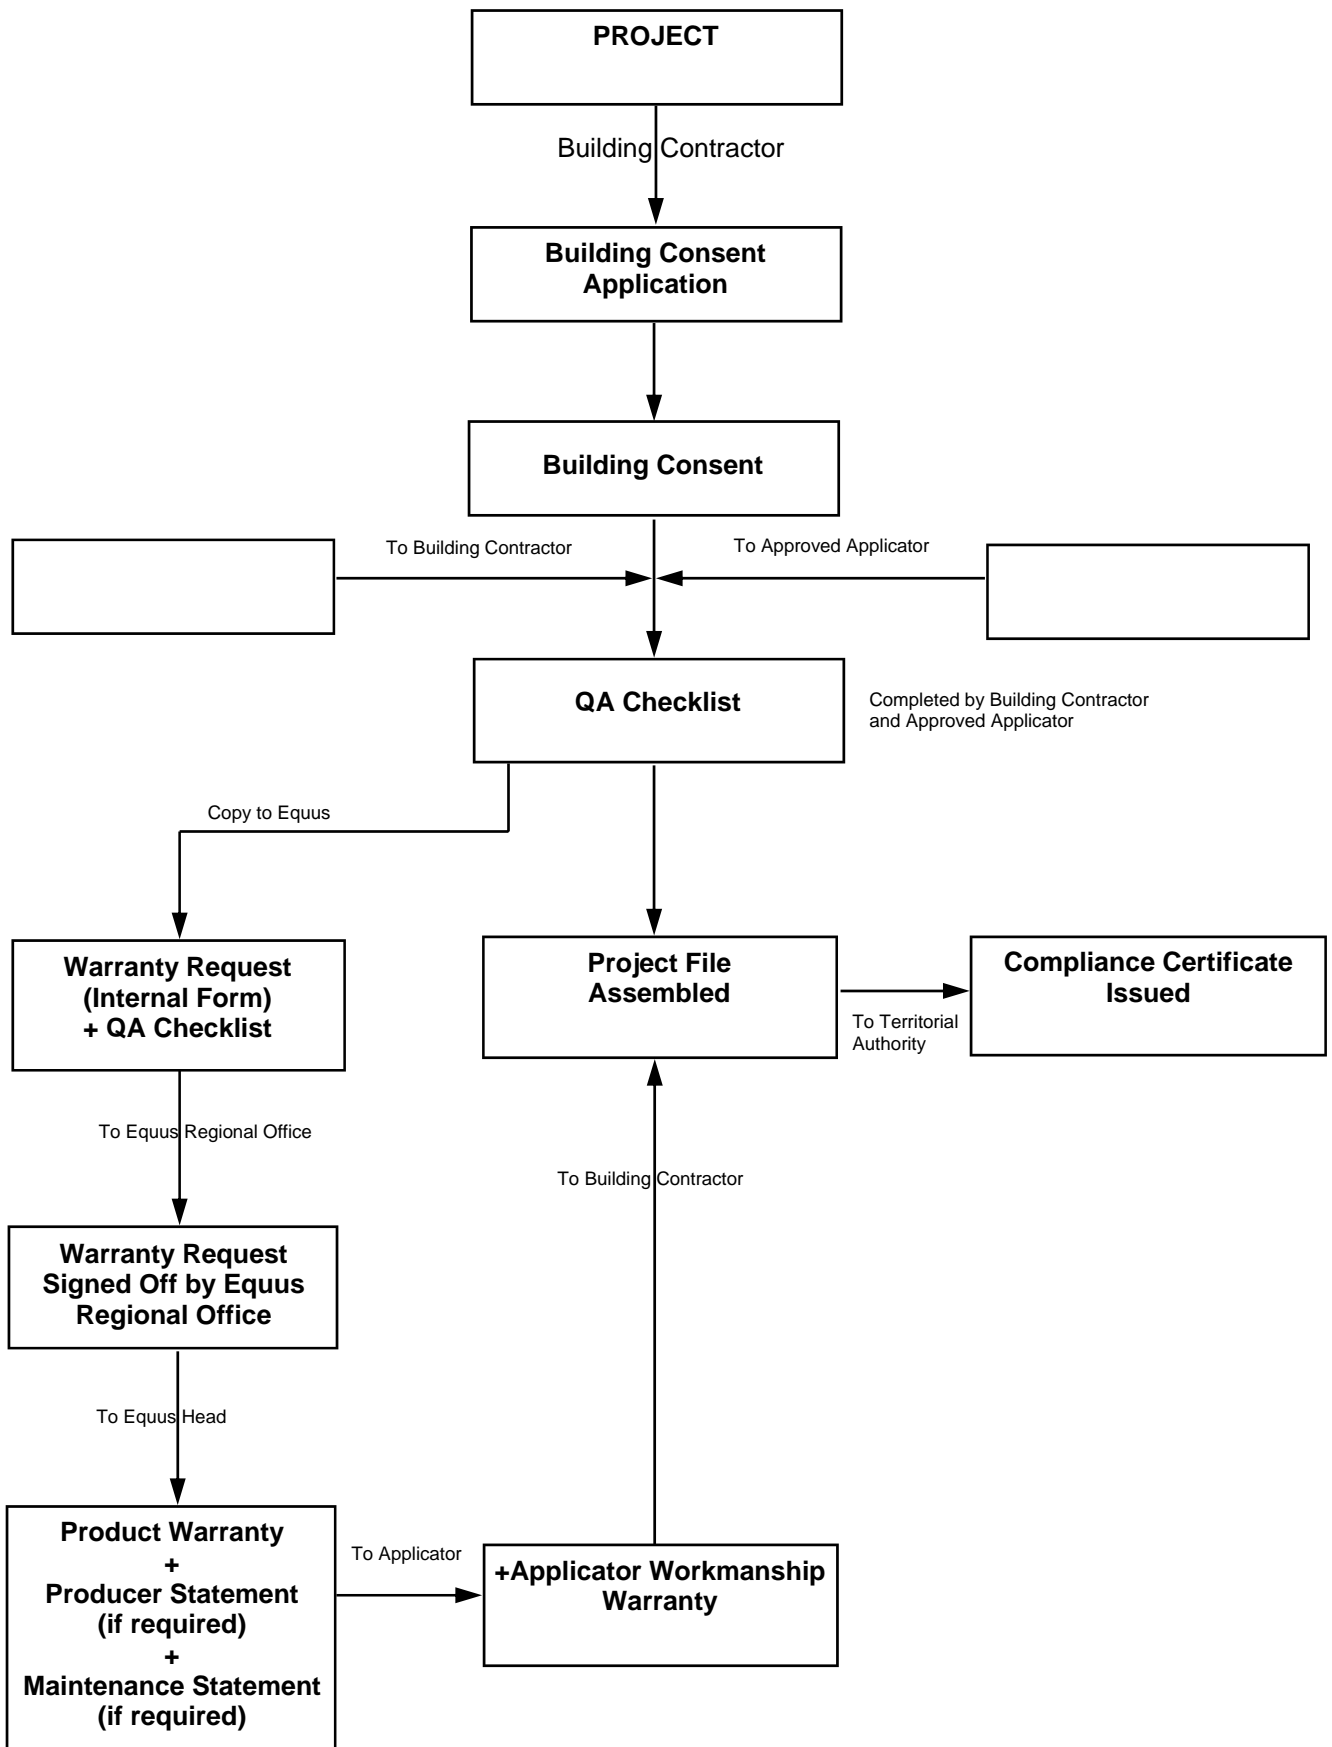 PROJECT
Building Contractor
Building Consent
Application
Building Consent
To Building Contractor
To Approved Applicator
QA Checklist
Completed by Building Contractor
and Approved Applicator
Copy to Equus
Warranty Request
(Internal Form)
+ QA Checklist
Project File
Assembled
Compliance Certificate
Issued
To Territorial
Authority
To Equus Regional Office
To Building Contractor
Warranty Request
Signed Off by Equus
Regional Office
To Equus Head
Product Warranty
+
Producer Statement
(if required)
+
Maintenance Statement
(if required)
To Applicator
+Applicator Workmanship
Warranty